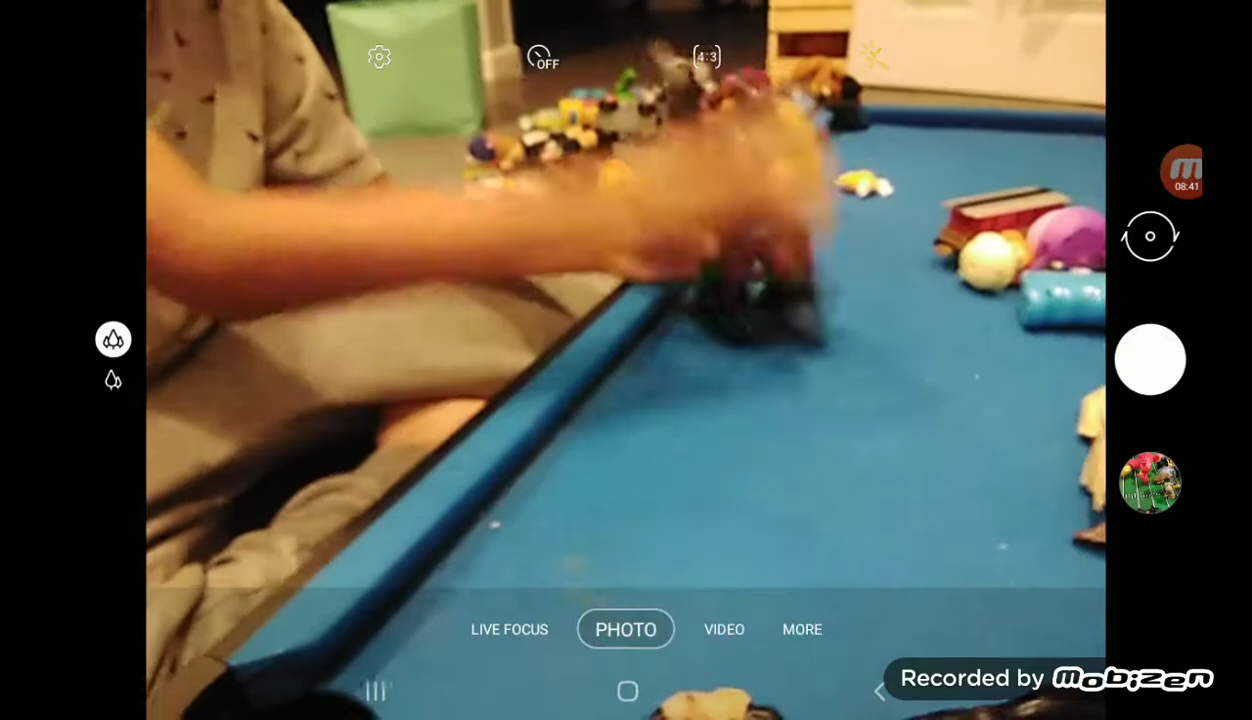 OFF
4:3
08:41
LIVE FOCUS
PHOTO
VIDEO
MORE
Recorded by mobizen